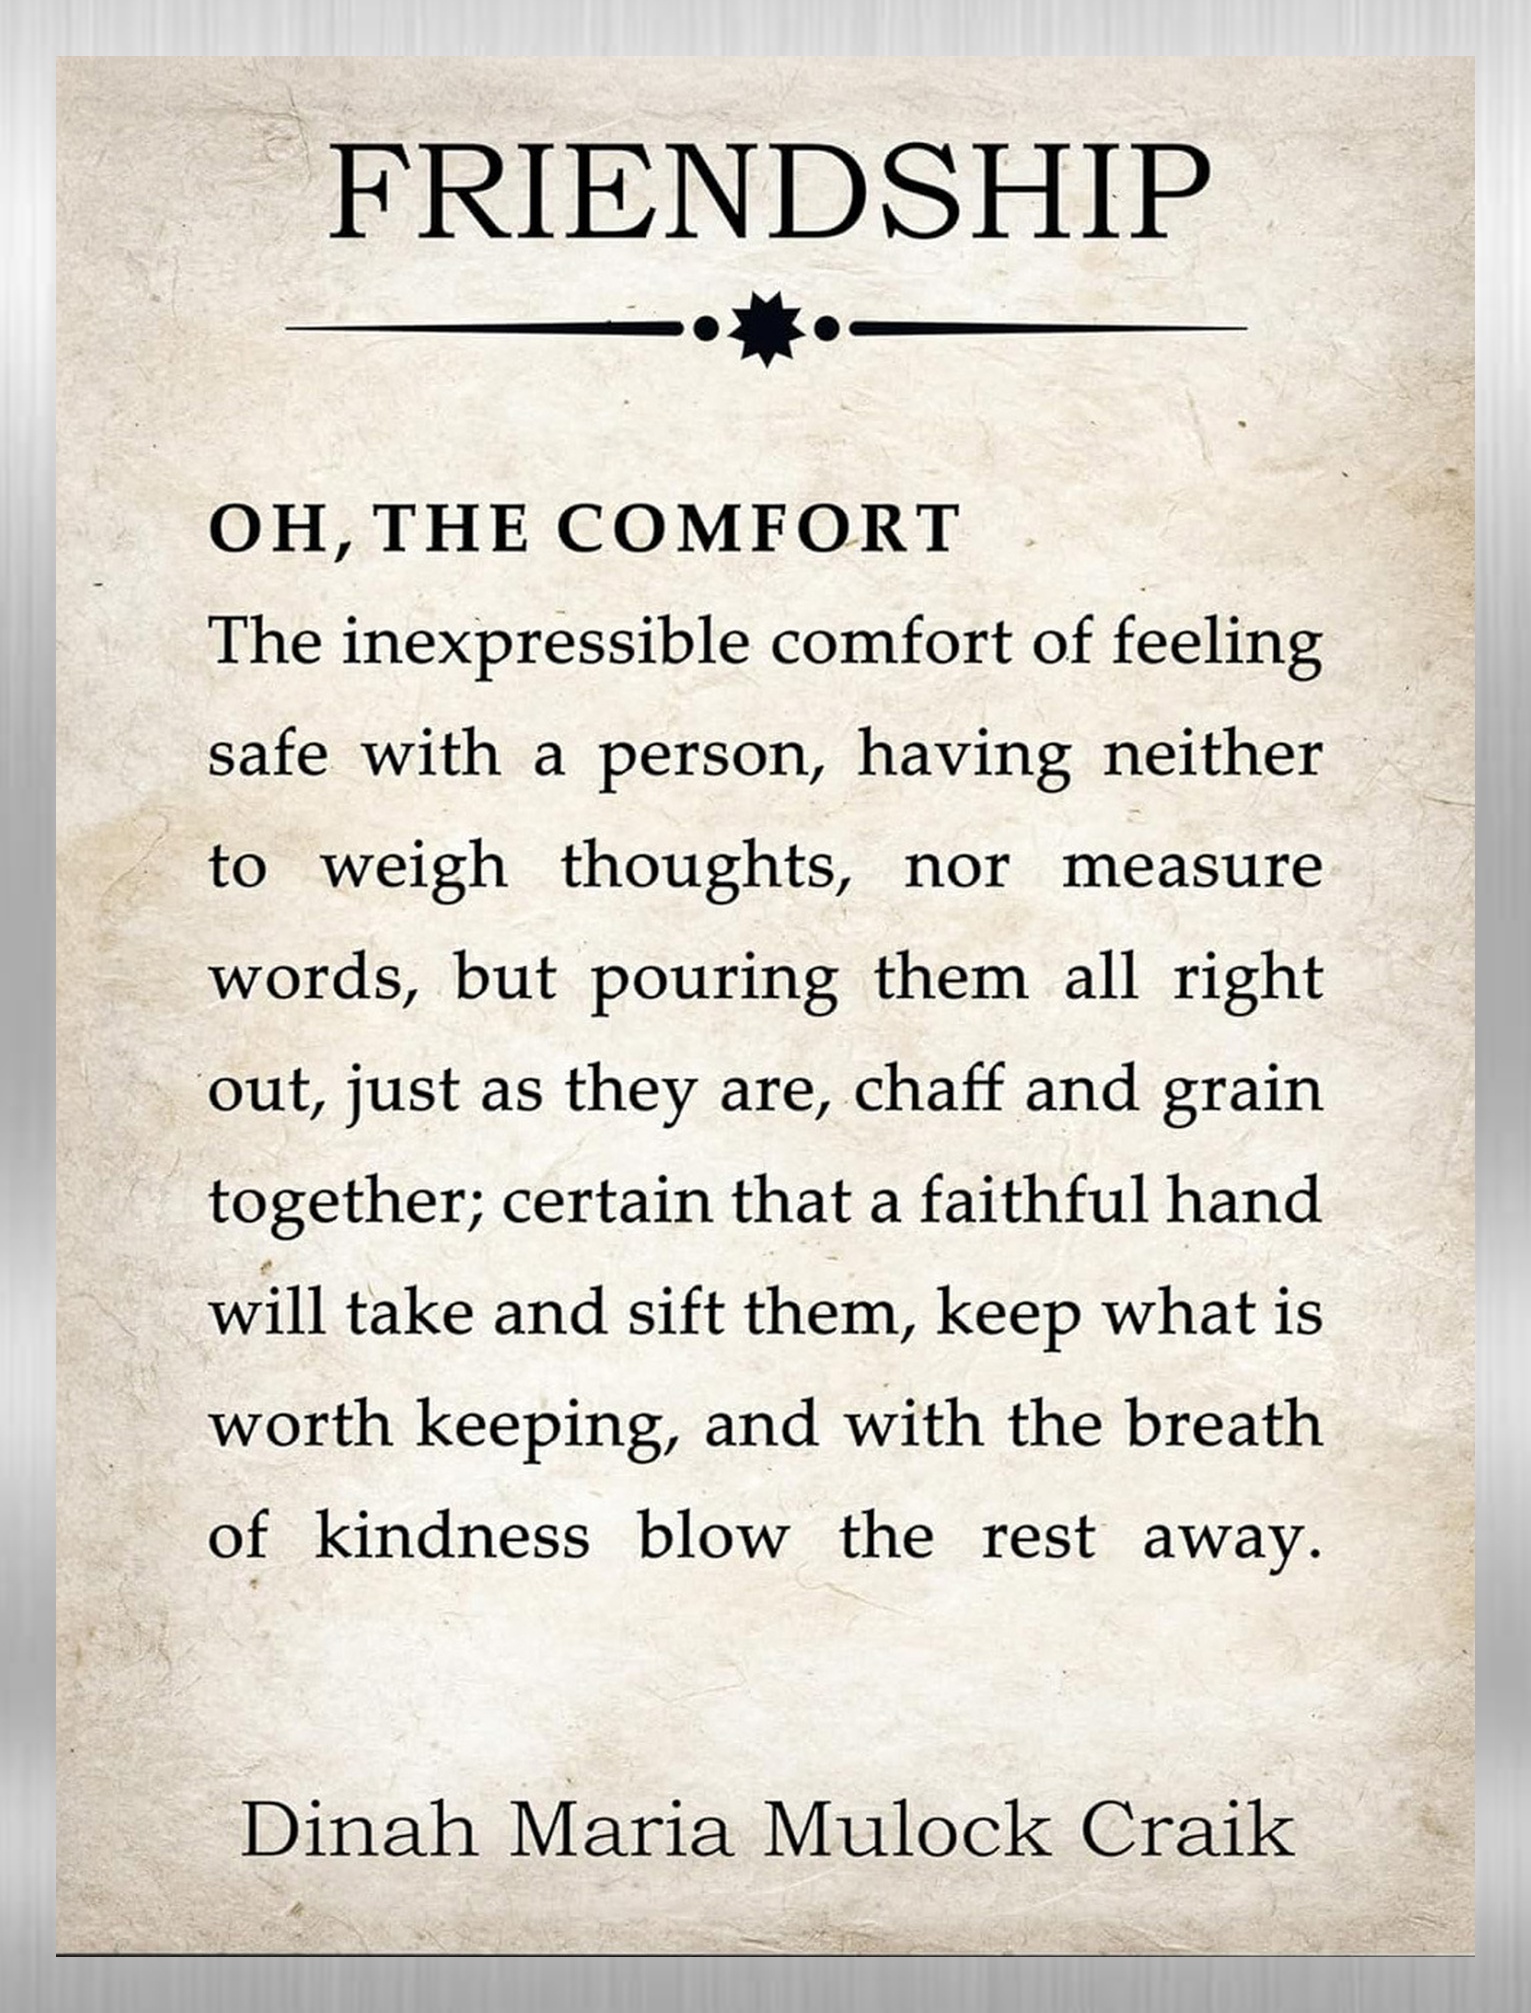 FRIENDSHIP
OH, THE COMFORT
The inexpressible comfort of feeling
safe with a person, having neither
to weigh thoughts, nor measure
words, but pouring them all right
out, just as they are, chaff and grain
together; certain that a faithful hand
will take and sift them, keep what is
worth keeping, and with the breath
of kindness blow the rest away.
Dinah Maria Mulock Craik